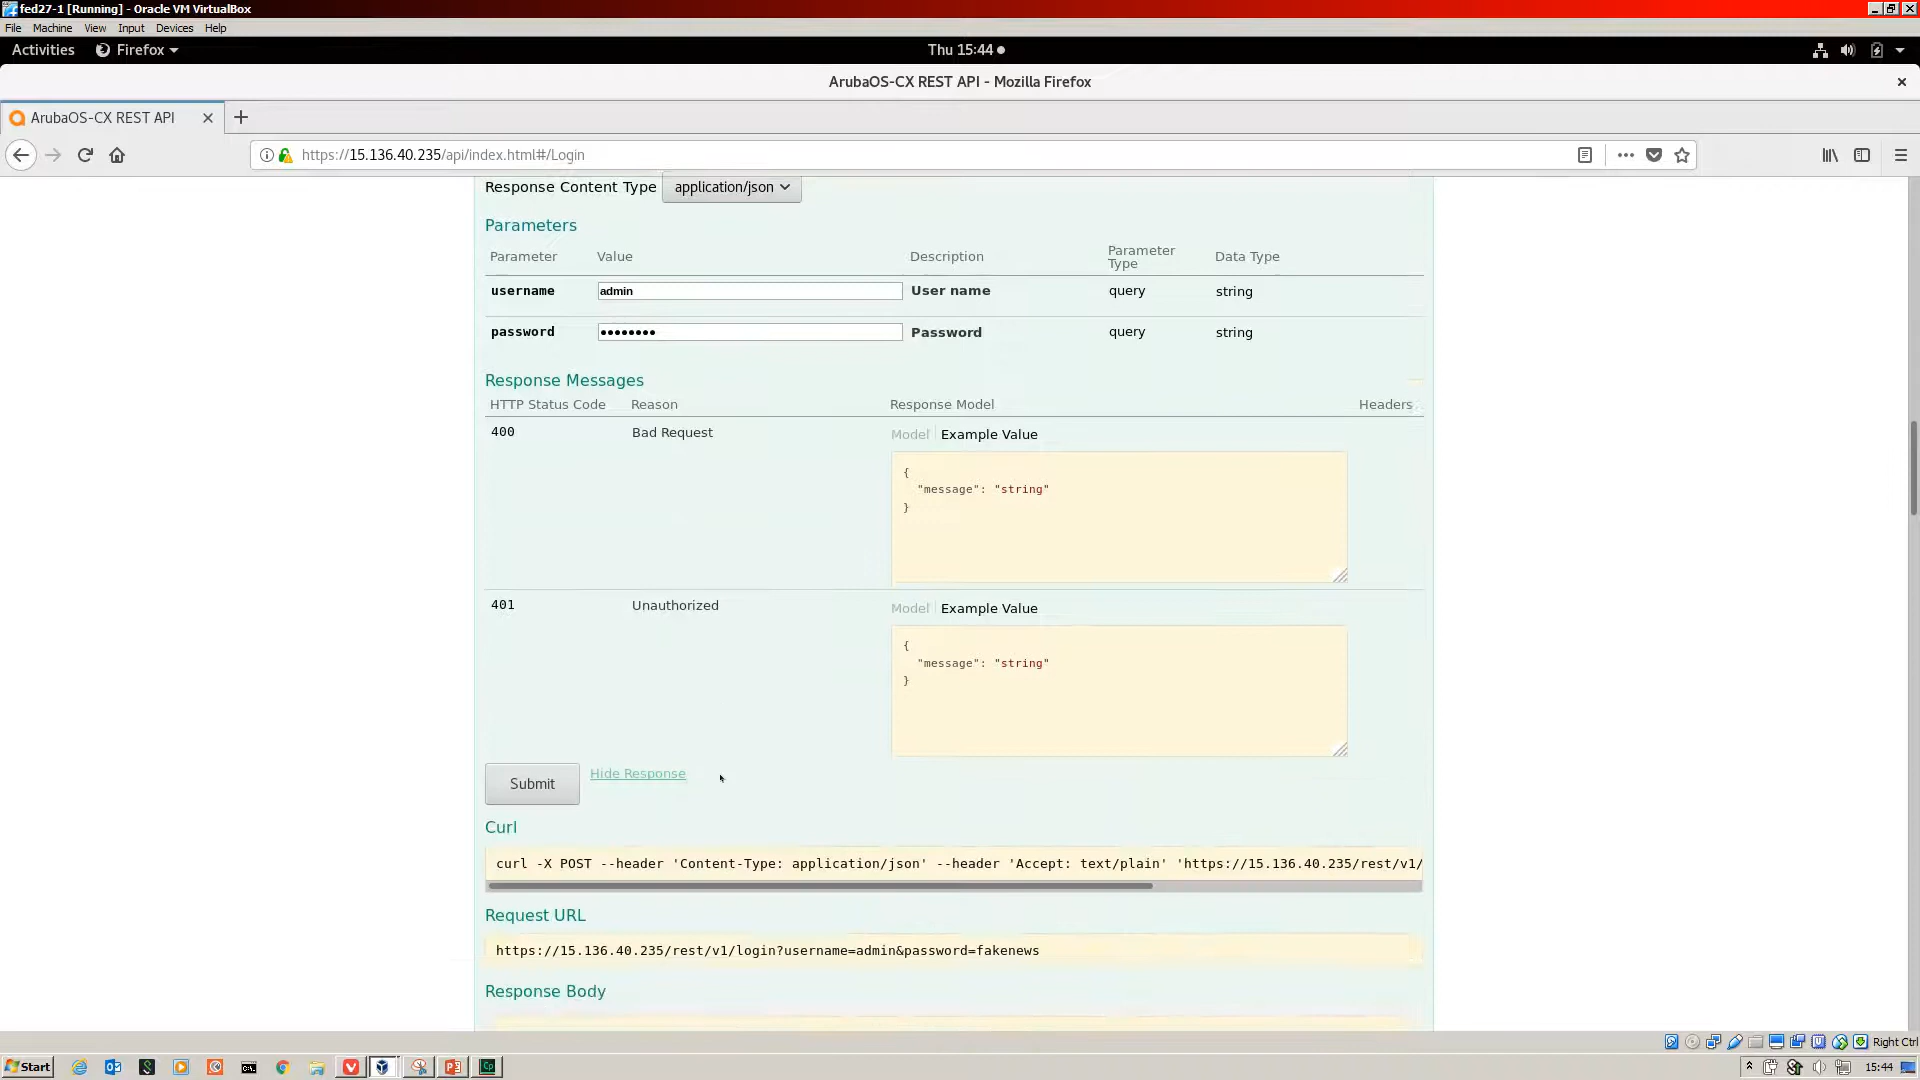 fed27-1 [Running] - Oracle VM VirtualBox
File Machine View Input Devices Help
Activities Firefox Thu 15:44
ArubaOS-CX REST API - Mozilla Firefox
ArubaOS-CX REST API
https://15.136.40.235/api/index.html#/Login
Response Content Type application/json
Parameters
Parameter Value Description Parameter Type Data Type
username admin User name query string
password •••••••• Password query string
Response Messages
HTTP Status Code Reason Response Model Headers
400 Bad Request Model Example Value
{
"message": "string"
}
401 Unauthorized Model Example Value
{
"message": "string"
}
Submit Hide Response
Curl
curl -X POST --header 'Content-Type: application/json' --header 'Accept: text/plain' 'https://15.136.40.235/rest/v1/
Request URL
https://15.136.40.235/rest/v1/login?username=admin&password=fakenews
Response Body
Right Ctrl
Start 15:44